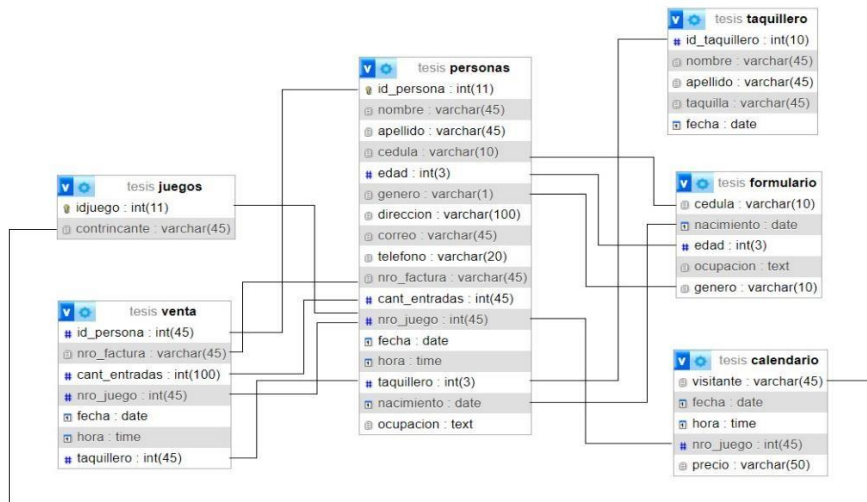 tesis taquillero
id_taquillero : int(10)
nombre : varchar(45)
apellido : varchar(45)
taquilla : varchar(45)
fecha : date
tesis personas
id_persona : int(11)
nombre : varchar(45)
apellido : varchar(45)
cedula : varchar(10)
edad : int(3)
genero : varchar(1)
direccion : varchar(100)
correo : varchar(45)
telefono : varchar(20)
nro_factura : varchar(45)
cant_entradas : int(45)
nro_juego : int(45)
fecha : date
hora : time
taquillero : int(3)
nacimiento : date
ocupacion : text
tesis juegos
idjuego : int(11)
contrincante : varchar(45)
tesis formulario
cedula : varchar(10)
nacimiento : date
edad : int(3)
ocupacion : text
genero : varchar(10)
tesis venta
id_persona : int(45)
nro_factura : varchar(45)
cant_entradas : int(100)
nro_juego : int(45)
fecha : date
hora : time
taquillero : int(45)
tesis calendario
visitante : varchar(45)
fecha : date
hora : time
nro_juego : int(45)
precio : varchar(50)